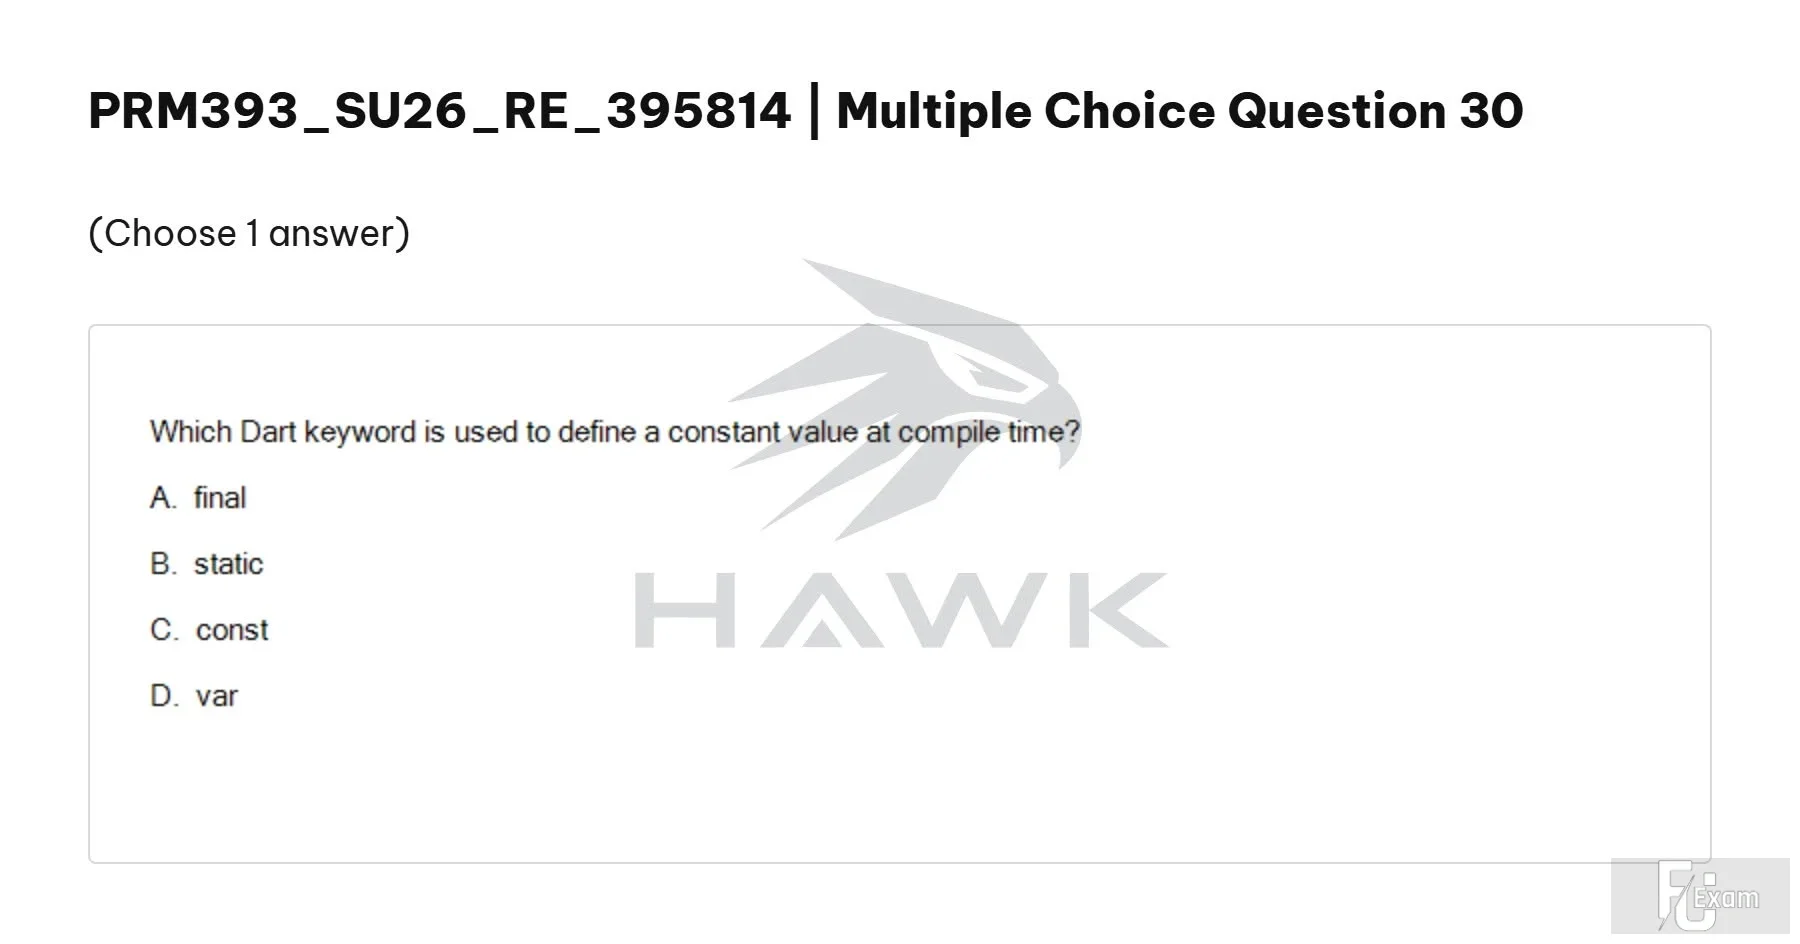 PRM393_SU26_RE_395814 | Multiple Choice Question 30
(Choose 1 answer)
Which Dart keyword is used to define a constant value at compile time?
A. final
B. static
C. const
D. var
HAWK
FU Exam